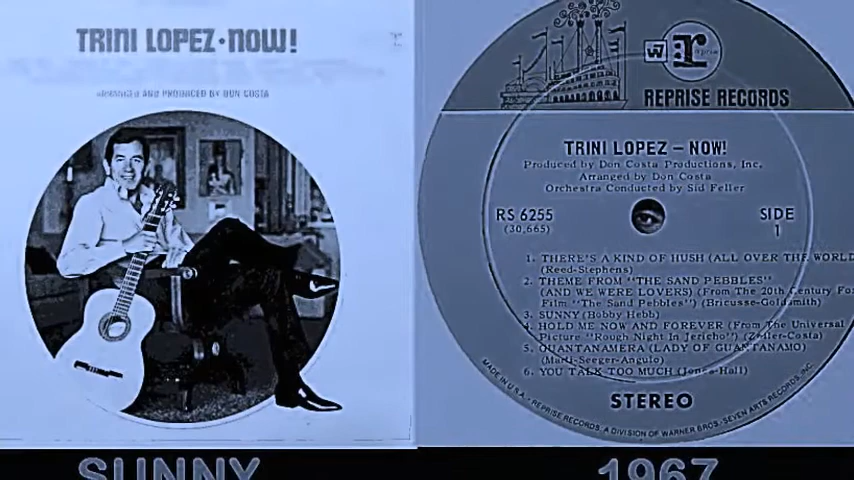 TRINI LOPEZ·NOW!
ARRANGED AND PRODUCED BY DON COSTA
W r reprise
REPRISE RECORDS
TRINI LOPEZ — NOW!
Produced by Don Costa Productions, Inc.
Arranged by Don Costa
Orchestra Conducted by Sid Feller
RS 6255
(30,665)
SIDE
1
1. THERE'S A KIND OF HUSH (ALL OVER THE WORLD
(Reed-Stephens)
2. THEME FROM "THE SAND PEBBLES"
(AND WE WERE LOVERS) (From The 20th Century Fo
Film "The Sand Pebbles") (Bricusse-Goldsmith)
3. SUNNY (Bobby Hebb)
4. HOLD ME NOW AND FOREVER (From The Universal
Picture "Rough Night In Jericho") (Costa)
5. GUANTANAMERA (LADY OF GUANTANAMO)
(Marti-Seeger-Angulo)
6. YOU TALK TOO MUCH (Jones-Hall)
STEREO
MADE IN U.S.A. - REPRISE RECORDS, A DIVISION OF WARNER BROS.-SEVEN ARTS RECORDS, INC.
SUNNY
1967